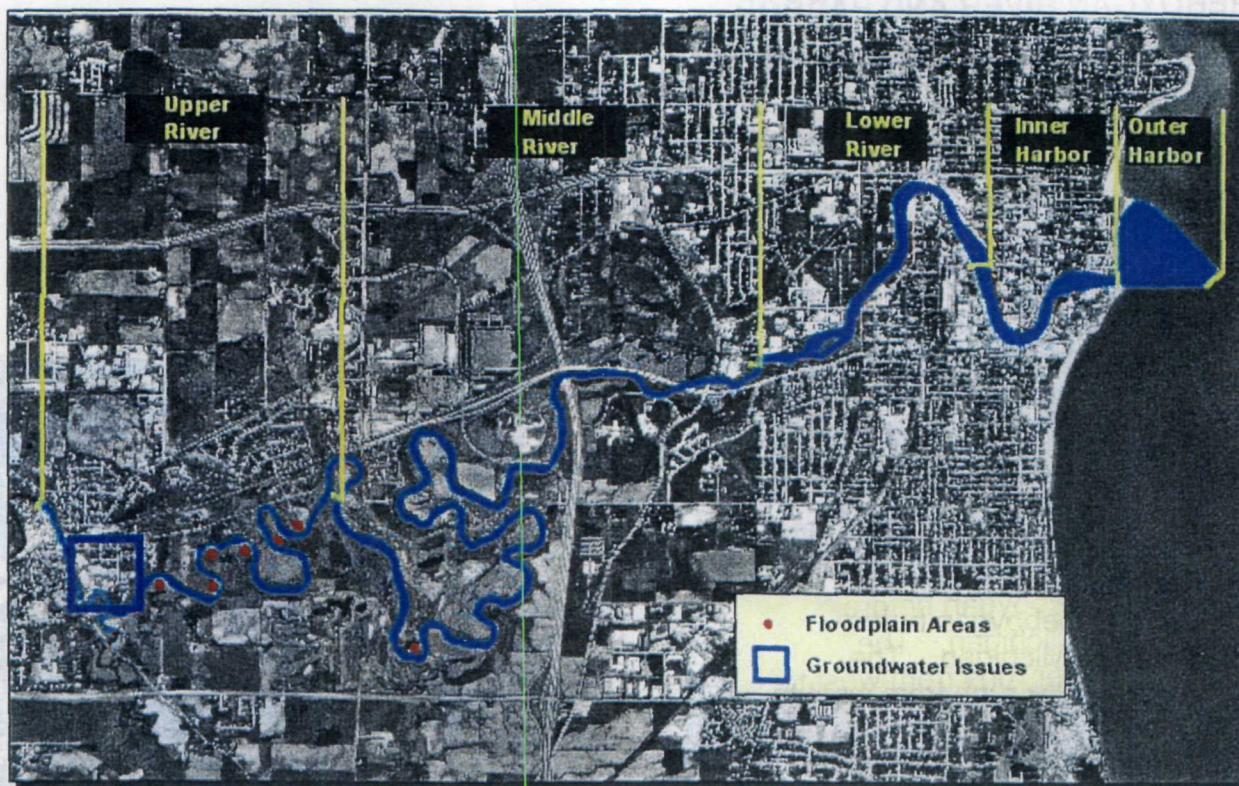 Upper
River
Middle
River
Lower
River
Inner
Harbor
Outer
Harbor
Floodplain Areas
Groundwater Issues